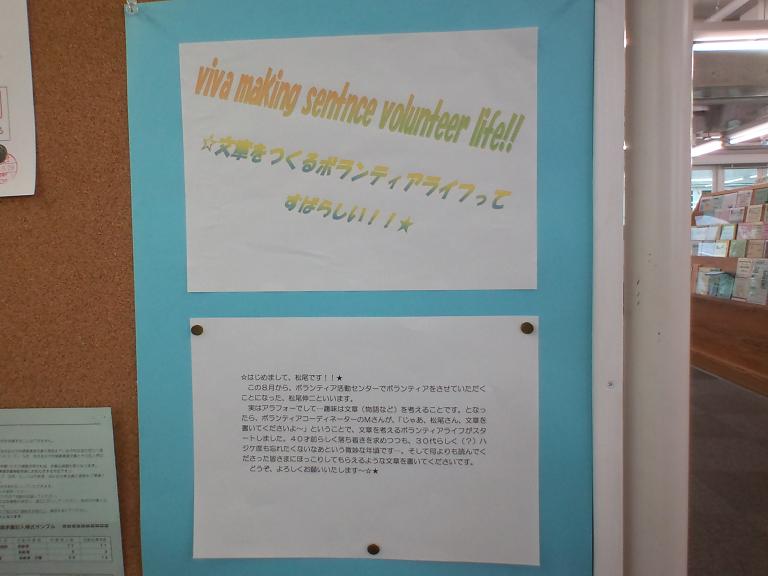 viva making sentnce volunteer life!!
☆文章をつくるボランティアライフって
すばらしい！！★
☆はじめまして、松尾です！！★
この８月から、ボランティア活動センターでボランティアをさせていただく
ことになった、松尾伸二といいます。
実はアラフォーでして…趣味は文章（物語など）を考えることです。となっ
たら、ボランティアコーディネーターのＭさんが、「じゃあ、松尾さん、文章を
書いてくださいよ～」ということで、文章を考えるボランティアライフがスタ
ートしました。４０才前らしく落ち着きを求めつつも、３０代らしく（？）ハ
ジケ度も忘れたくないなあという微妙な年頃です…。そして何よりも読んでく
ださった皆さまにほっこりしてもらえるような文章を書いてくださいです。
どうぞ、よろしくお願いいたします～☆★